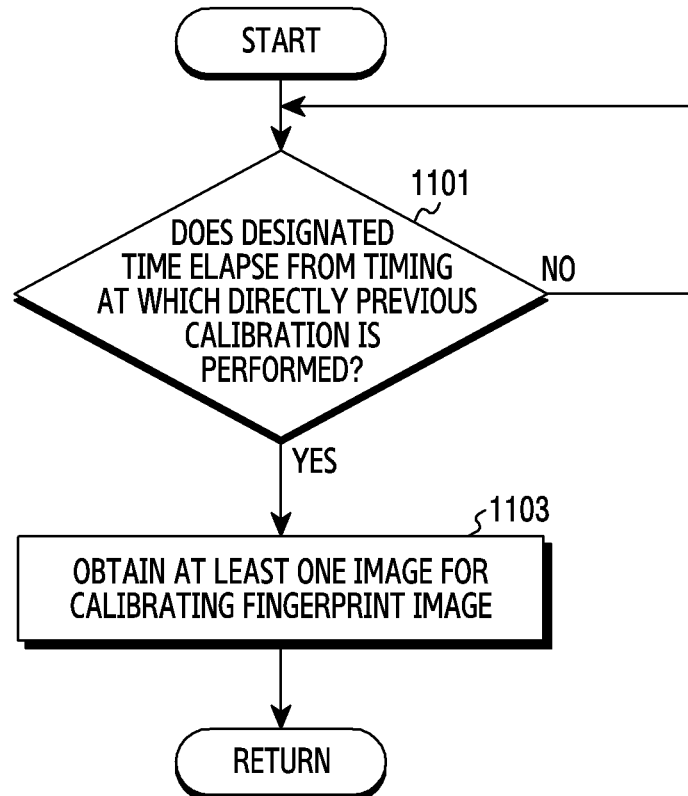 START
1101
DOES DESIGNATED
TIME ELAPSE FROM TIMING
AT WHICH DIRECTLY PREVIOUS
CALIBRATION IS
PERFORMED?
NO
YES
1103
OBTAIN AT LEAST ONE IMAGE FOR
CALIBRATING FINGERPRINT IMAGE
RETURN